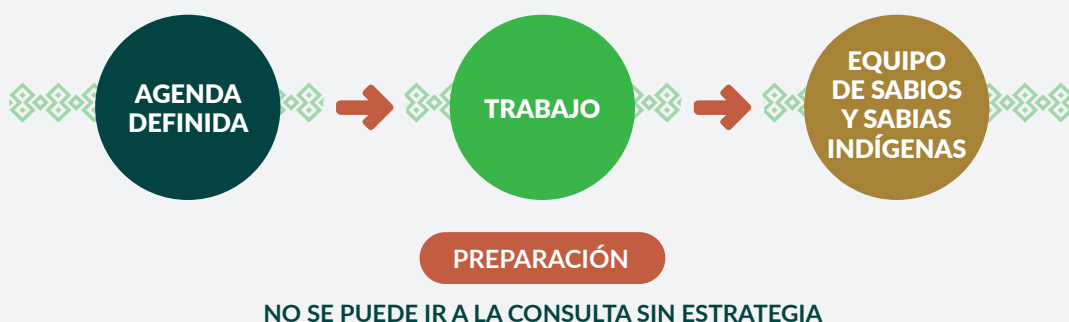 AGENDA
DEFINIDA
TRABAJO
EQUIPO
DE SABIOS
Y SABIAS
INDÍGENAS
PREPARACIÓN
NO SE PUEDE IR A LA CONSULTA SIN ESTRATEGIA